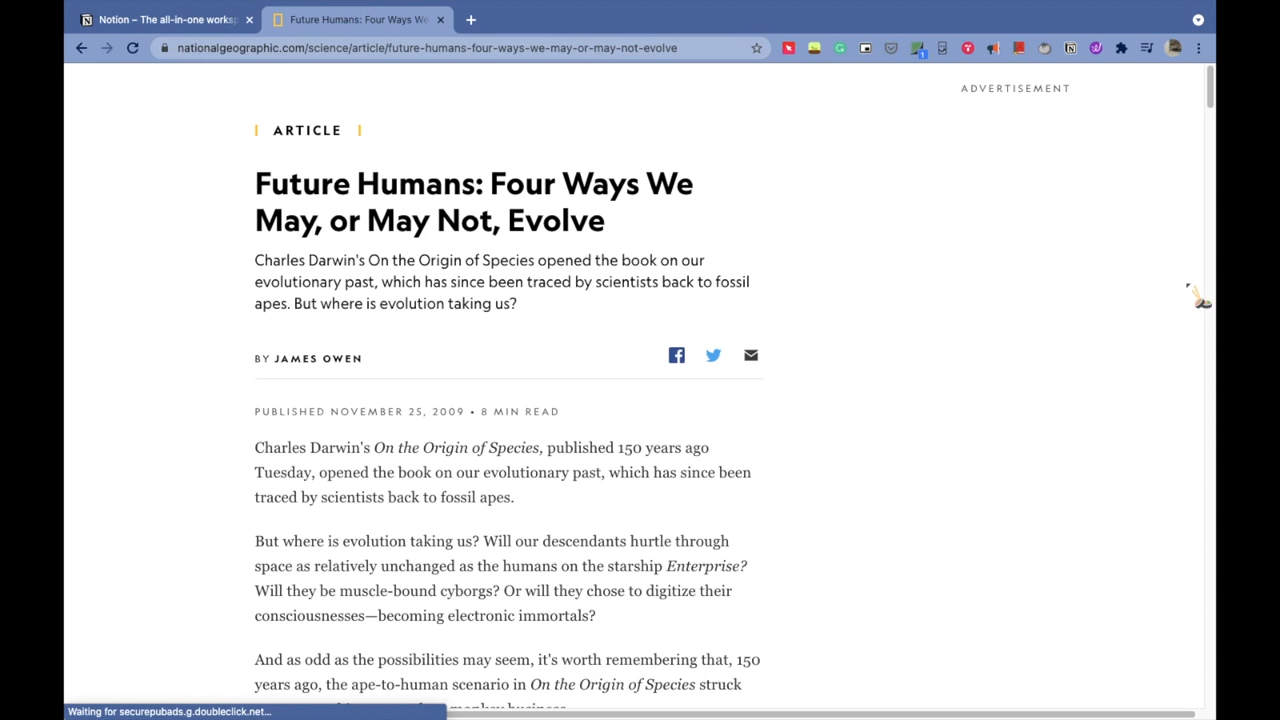 Notion – The all-in-one worksp
Future Humans: Four Ways We
nationalgeographic.com/science/article/future-humans-four-ways-we-may-or-may-not-evolve
1
ADVERTISEMENT
ARTICLE
Future Humans: Four Ways We
May, or May Not, Evolve
Charles Darwin's On the Origin of Species opened the book on our
evolutionary past, which has since been traced by scientists back to fossil
apes. But where is evolution taking us?
BY JAMES OWEN
PUBLISHED NOVEMBER 25, 2009 • 8 MIN READ
Charles Darwin's On the Origin of Species, published 150 years ago
Tuesday, opened the book on our evolutionary past, which has since been
traced by scientists back to fossil apes.
But where is evolution taking us? Will our descendants hurtle through
space as relatively unchanged as the humans on the starship Enterprise?
Will they be muscle-bound cyborgs? Or will they chose to digitize their
consciousnesses—becoming electronic immortals?
And as odd as the possibilities may seem, it's worth remembering that, 150
years ago, the ape-to-human scenario in On the Origin of Species struck
monkey business.
Waiting for securepubads.g.doubleclick.net...